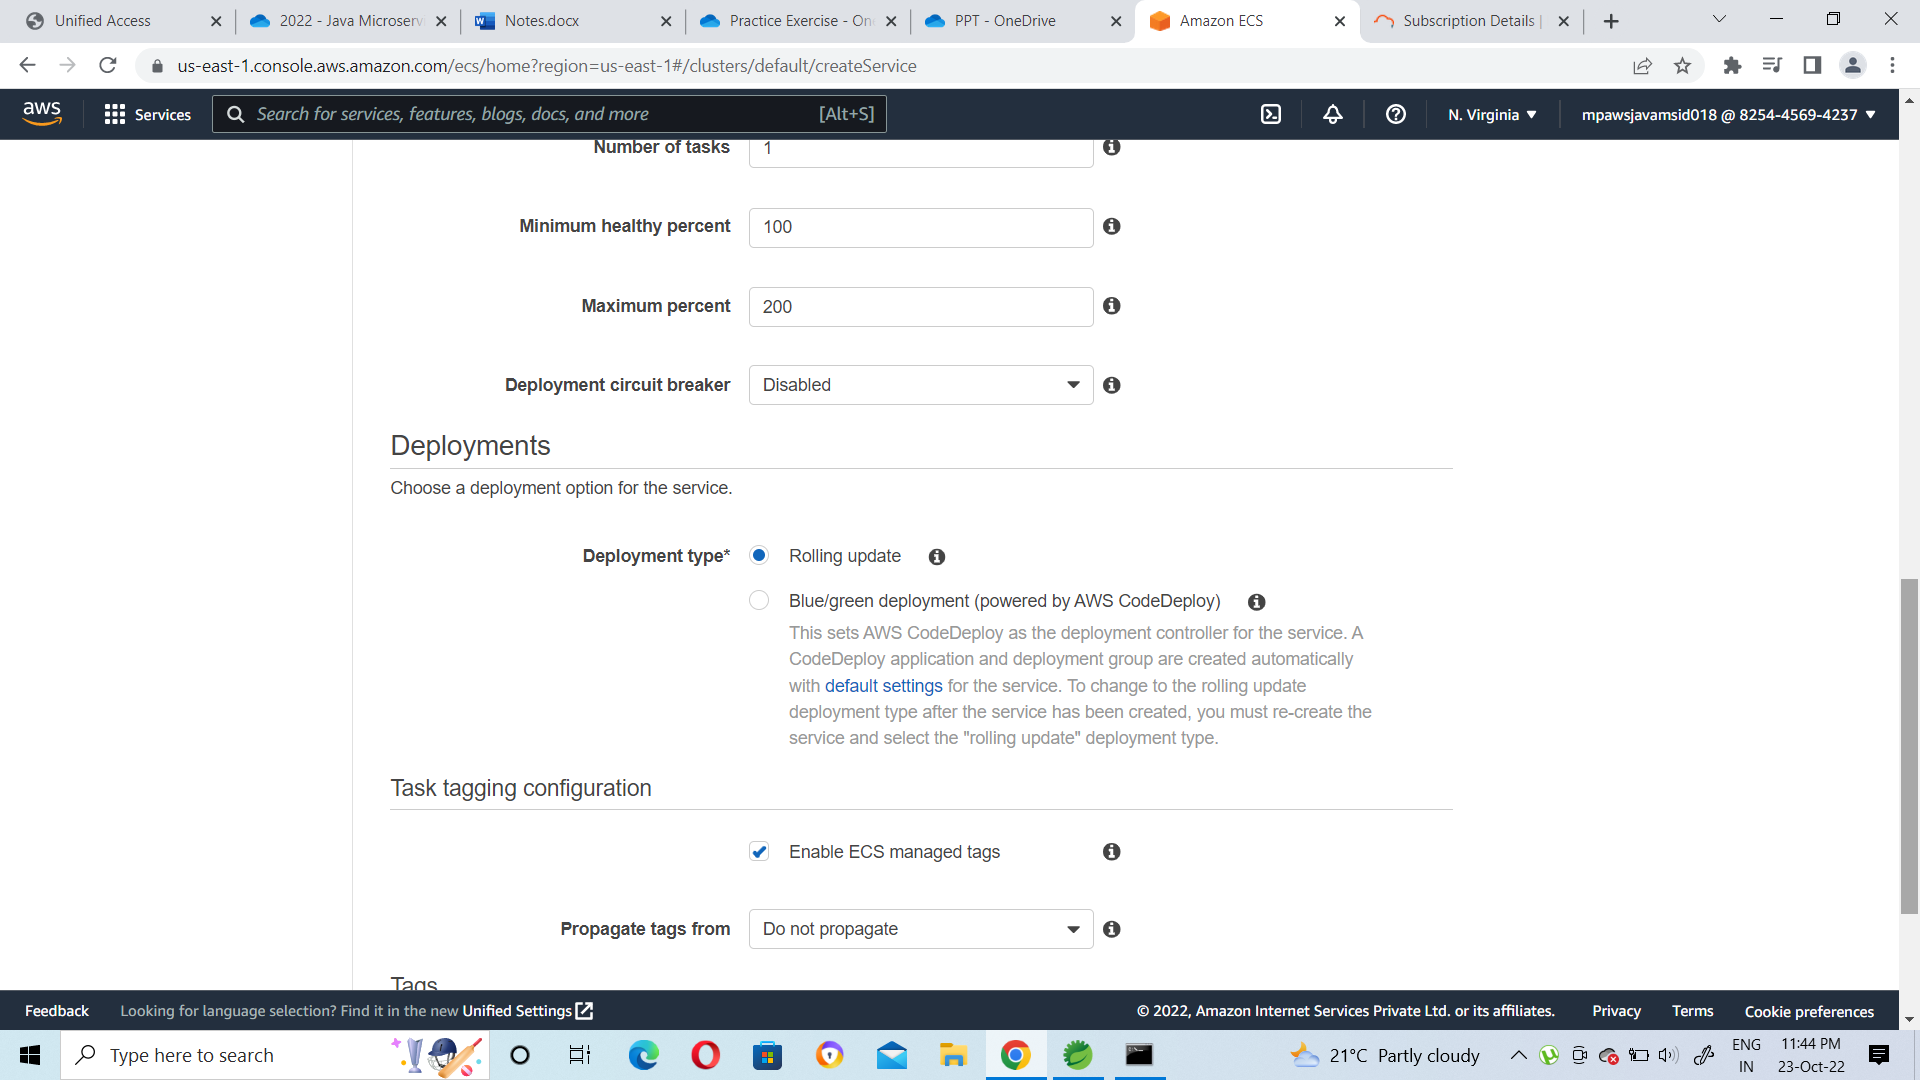 Unified Access
2022 - Java Microserv
Notes.docx
Practice Exercise - On
PPT - OneDrive
Amazon ECS
Subscription Details |
us-east-1.console.aws.amazon.com/ecs/home?region=us-east-1#/clusters/default/createService
aws
Services
Search for services, features, blogs, docs, and more
[Alt+S]
N. Virginia
mpawsjavamsid018 @ 8254-4569-4237
Number of tasks 1
Minimum healthy percent 100
Maximum percent 200
Deployment circuit breaker Disabled
Deployments
Choose a deployment option for the service.
Deployment type* Rolling update
Blue/green deployment (powered by AWS CodeDeploy)
This sets AWS CodeDeploy as the deployment controller for the service. A
CodeDeploy application and deployment group are created automatically
with default settings for the service. To change to the rolling update
deployment type after the service has been created, you must re-create the
service and select the "rolling update" deployment type.
Task tagging configuration
Enable ECS managed tags
Propagate tags from Do not propagate
Tags
Feedback
Looking for language selection? Find it in the new Unified Settings
© 2022, Amazon Internet Services Private Ltd. or its affiliates.
Privacy
Terms
Cookie preferences
Type here to search
21°C Partly cloudy
ENG
IN
11:44 PM
23-Oct-22